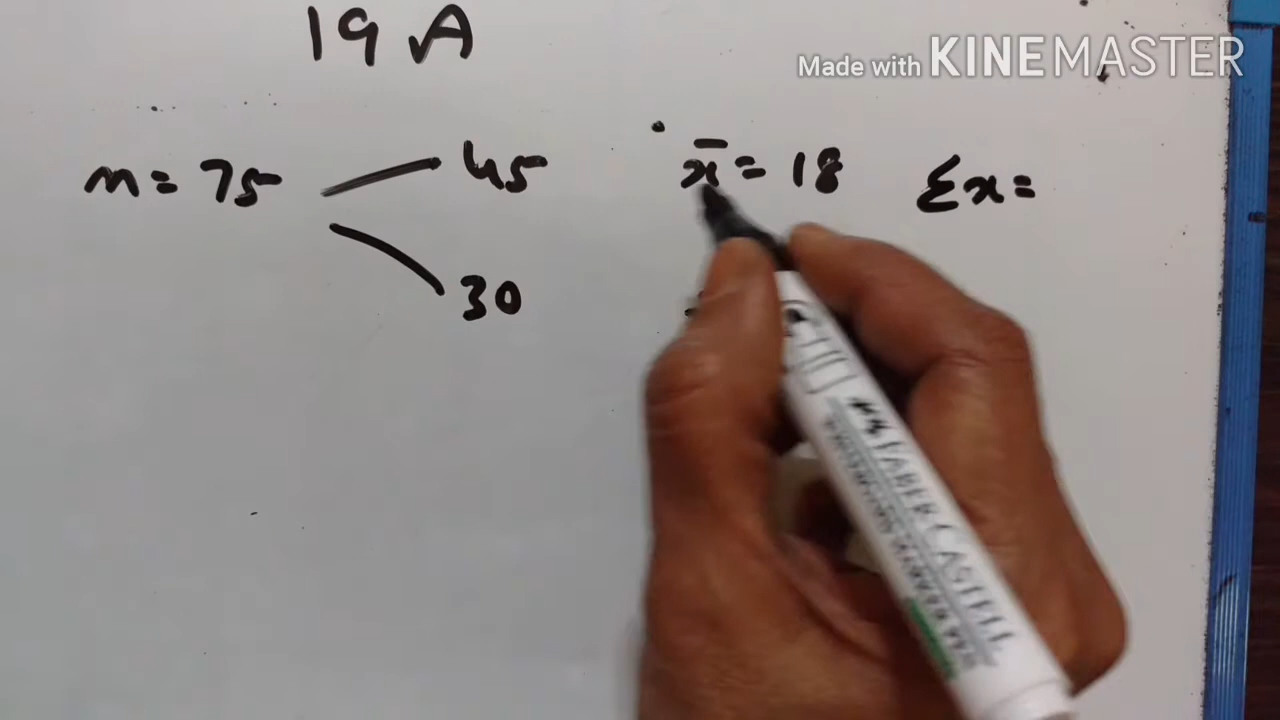 19 A
Made with KINEMASTER
n = 75 45 x̄ = 18 Σx =
30
FABER CASTELL